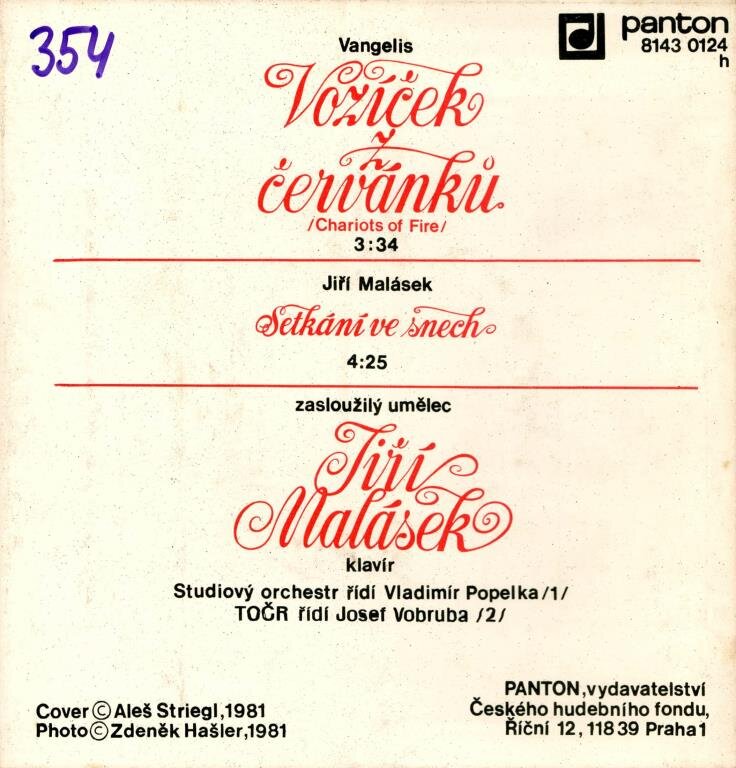 354
panton
8143 0124
h
Vangelis
Vozíček
z
červánků
/Chariots of Fire/
3:34
Jiří Malásek
Setkání ve snech
4:25
zasloužilý umělec
Jiří
Malásek
klavír
Studiový orchestr řídí Vladimír Popelka /1/
TOČR řídí Josef Vobruba /2/
Cover © Aleš Striegl,1981
Photo © Zdeněk Hašler,1981
PANTON,vydavatelství
Českého hudebního fondu,
Říční 12, 118 39 Praha 1